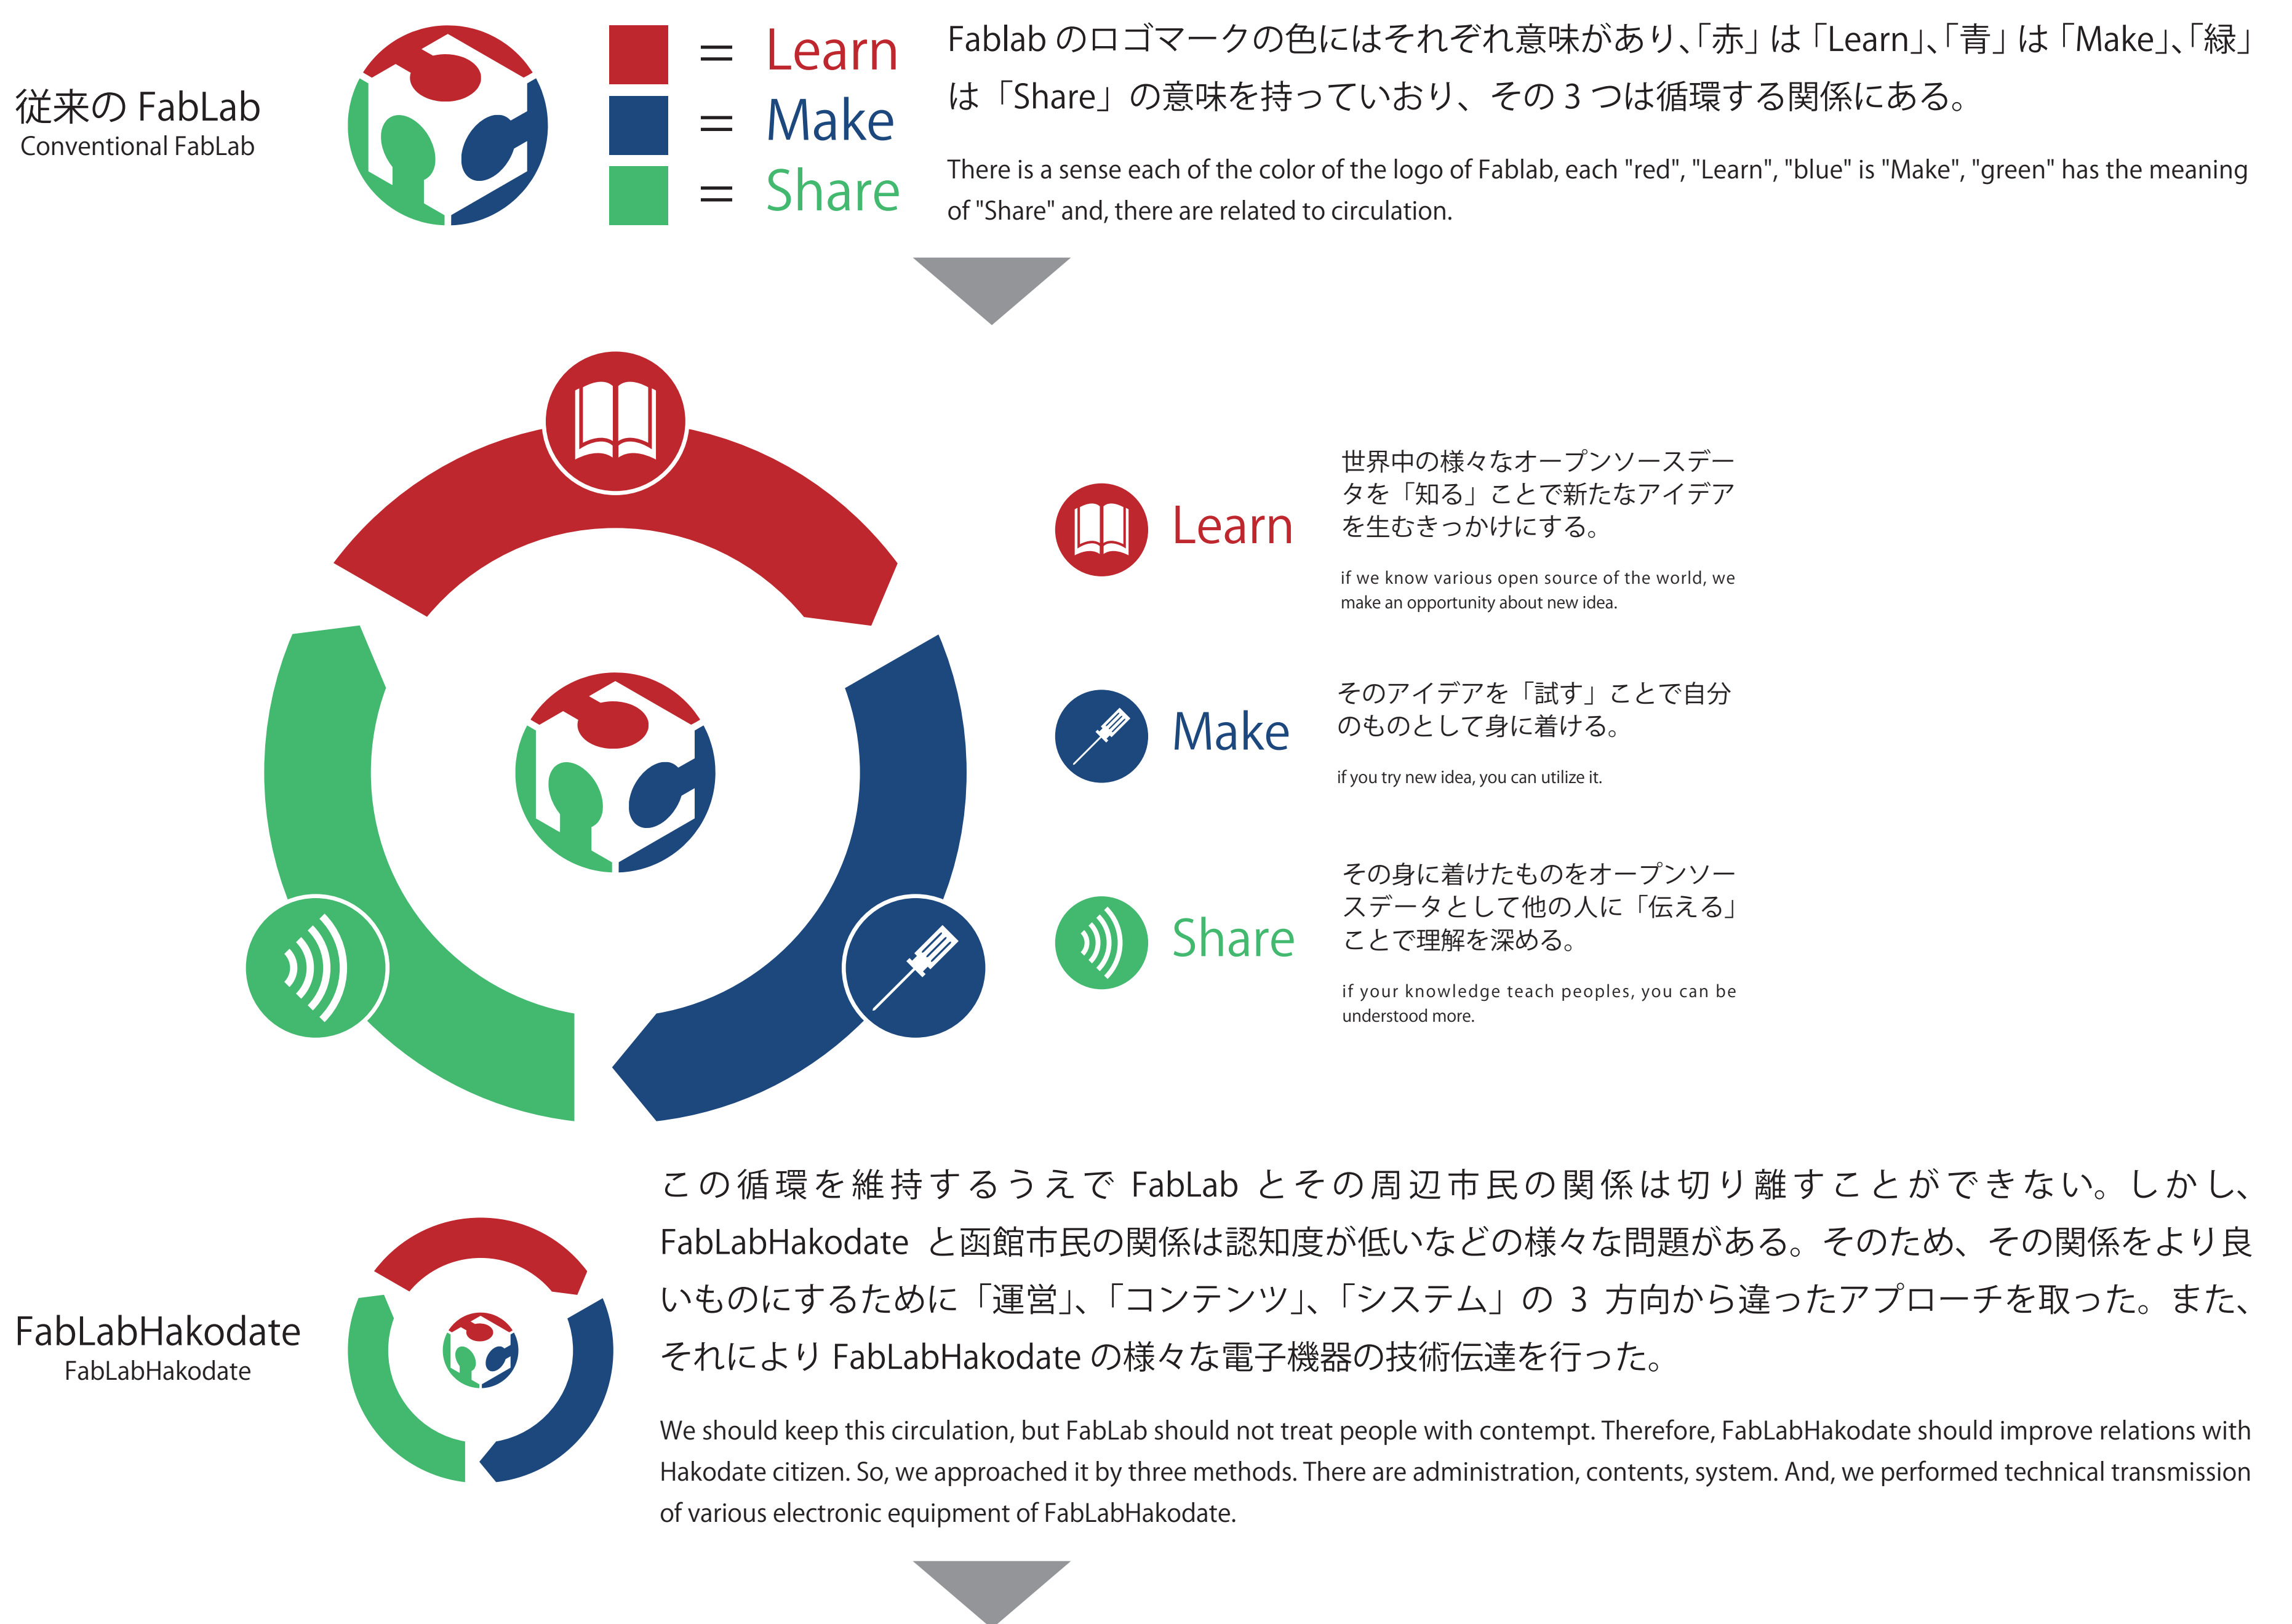 従来の FabLab
Conventional FabLab
= Learn
= Make
= Share
Fablab のロゴマークの色にはそれぞれ意味があり、「赤」は「Learn」、「青」は「Make」、「緑」
は「Share」の意味を持っていおり、その 3 つは循環する関係にある。
There is a sense each of the color of the logo of Fablab, each "red", "Learn", "blue" is "Make", "green" has the meaning
of "Share" and, there are related to circulation.
Learn
世界中の様々なオープンソースデー
タを「知る」ことで新たなアイデア
を生むきっかけにする。
if we know various open source of the world, we
make an opportunity about new idea.
Make
そのアイデアを「試す」ことで自分
のものとして身に着ける。
if you try new idea, you can utilize it.
Share
その身に着けたものをオープンソー
スデータとして他の人に「伝える」
ことで理解を深める。
if your knowledge teach peoples, you can be
understood more.
FabLabHakodate
FabLabHakodate
この循環を維持するうえで FabLab とその周辺市民の関係は切り離すことができない。しかし、
FabLabHakodate と函館市民の関係は認知度が低いなどの様々な問題がある。そのため、その関係をより良
いものにするために「運営」、「コンテンツ」、「システム」の 3 方向から違ったアプローチを取った。また、
それにより FabLabHakodate の様々な電子機器の技術伝達を行った。
We should keep this circulation, but FabLab should not treat people with contempt. Therefore, FabLabHakodate should improve relations with
Hakodate citizen. So, we approached it by three methods. There are administration, contents, system. And, we performed technical transmission
of various electronic equipment of FabLabHakodate.